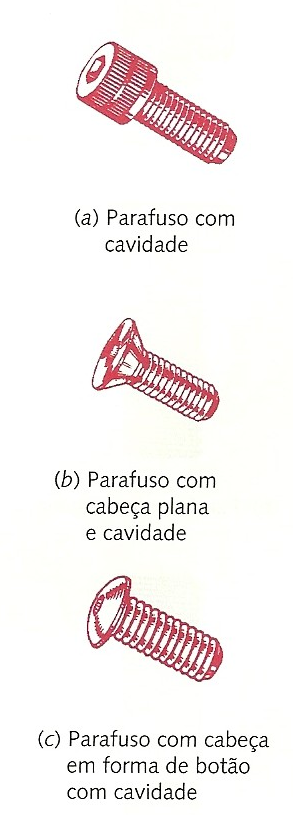 (a) Parafuso com
cavidade
(b) Parafuso com
cabeça plana
e cavidade
(c) Parafuso com cabeça
em forma de botão
com cavidade